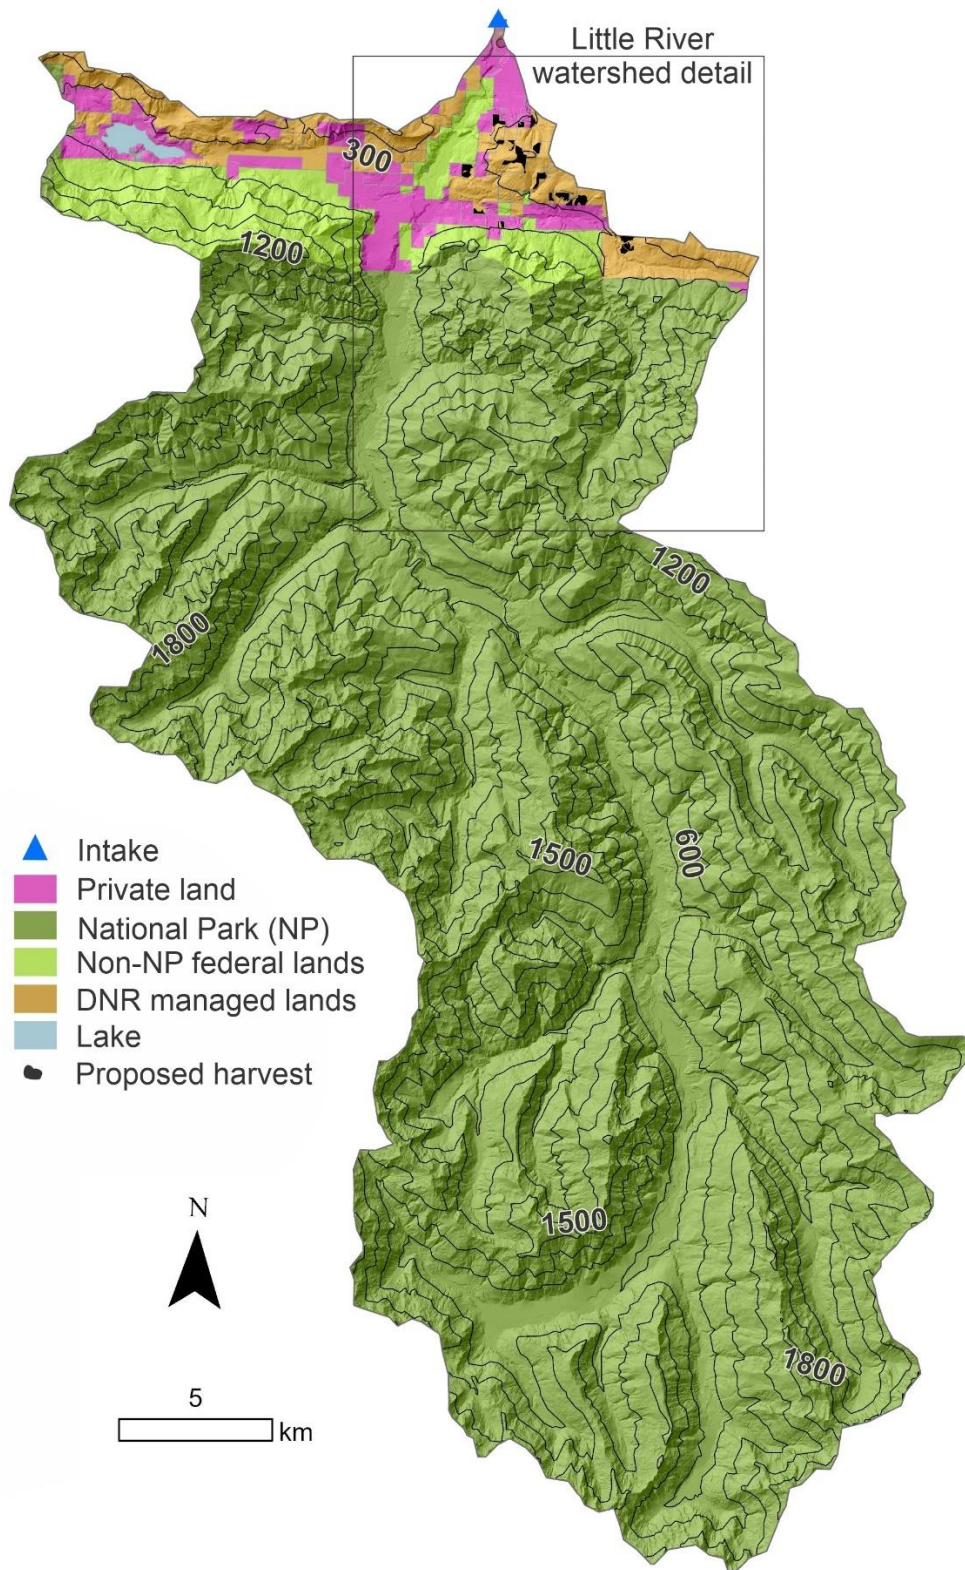 Little River
watershed detail
300
1200
1200
1800
Intake
Private land
National Park (NP)
Non-NP federal lands
DNR managed lands
Lake
Proposed harvest
1500
600
N
1500
1800
5
km